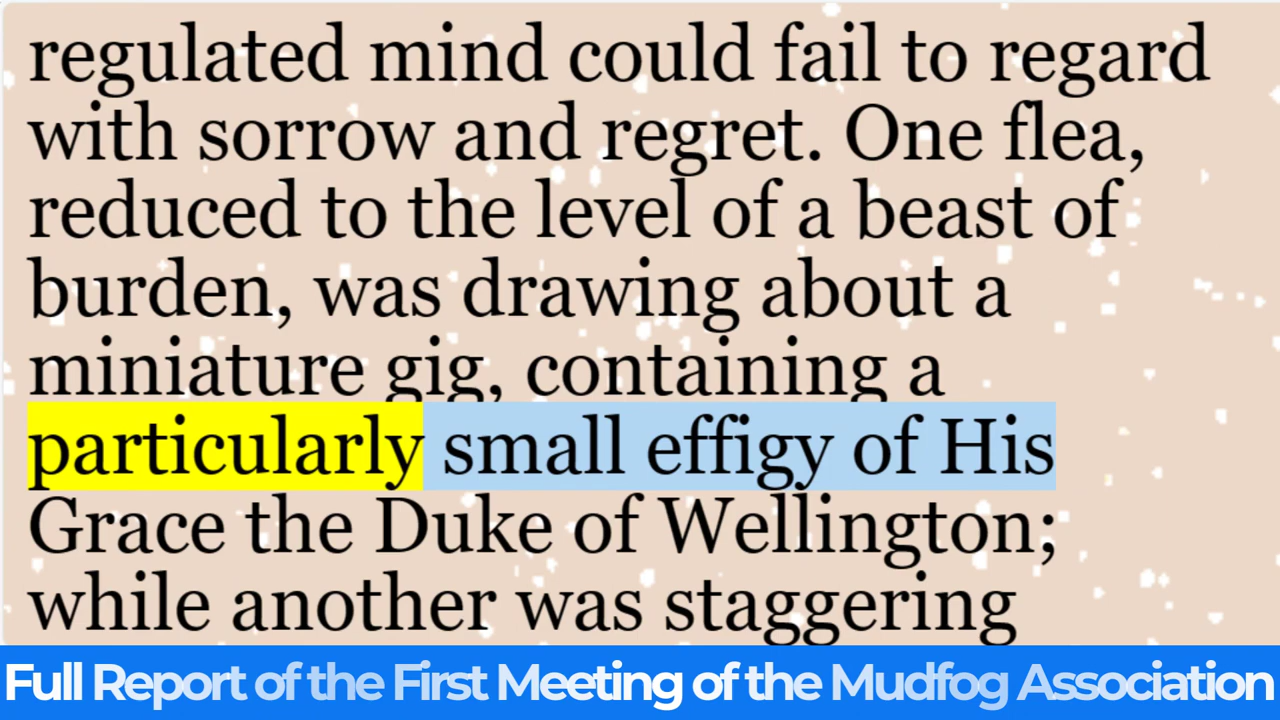 regulated mind could fail to regard
with sorrow and regret. One flea,
reduced to the level of a beast of
burden, was drawing about a
miniature gig, containing a
particularly small effigy of His
Grace the Duke of Wellington;
while another was staggering
Full Report of the First Meeting of the Mudfog Association